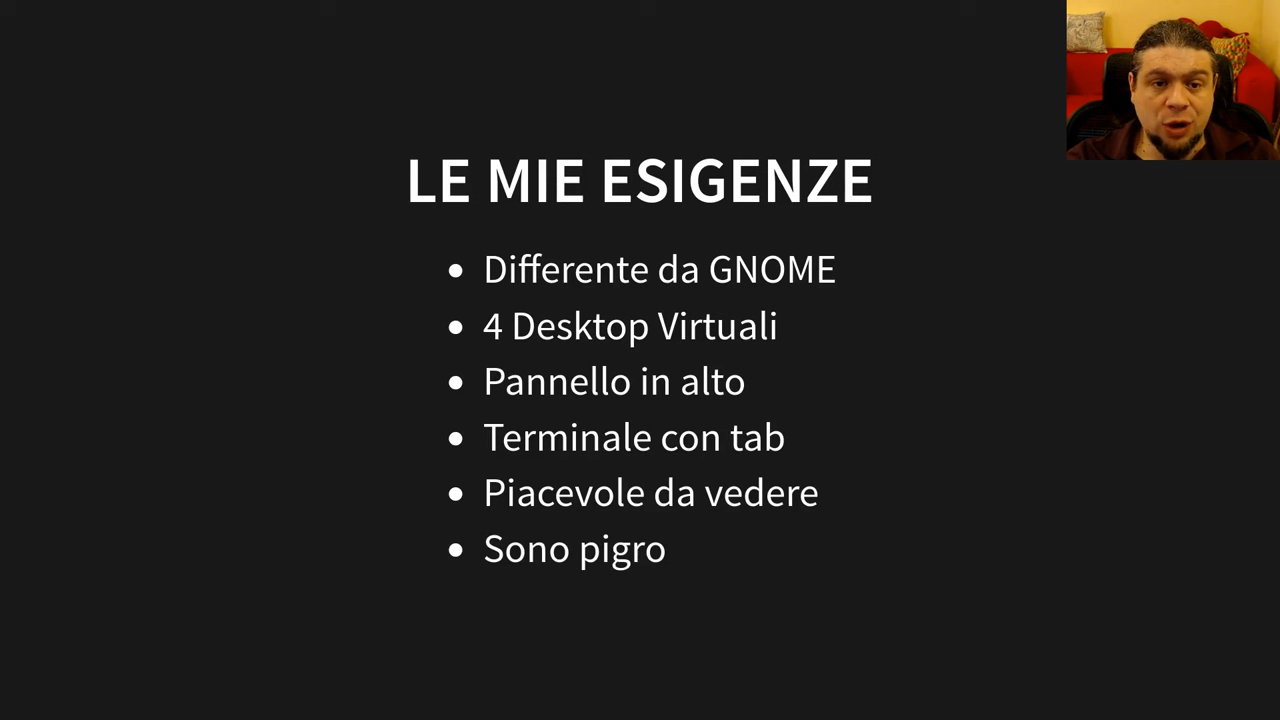 LE MIE ESIGENZE
Differente da GNOME
4 Desktop Virtuali
Pannello in alto
Terminale con tab
Piacevole da vedere
Sono pigro